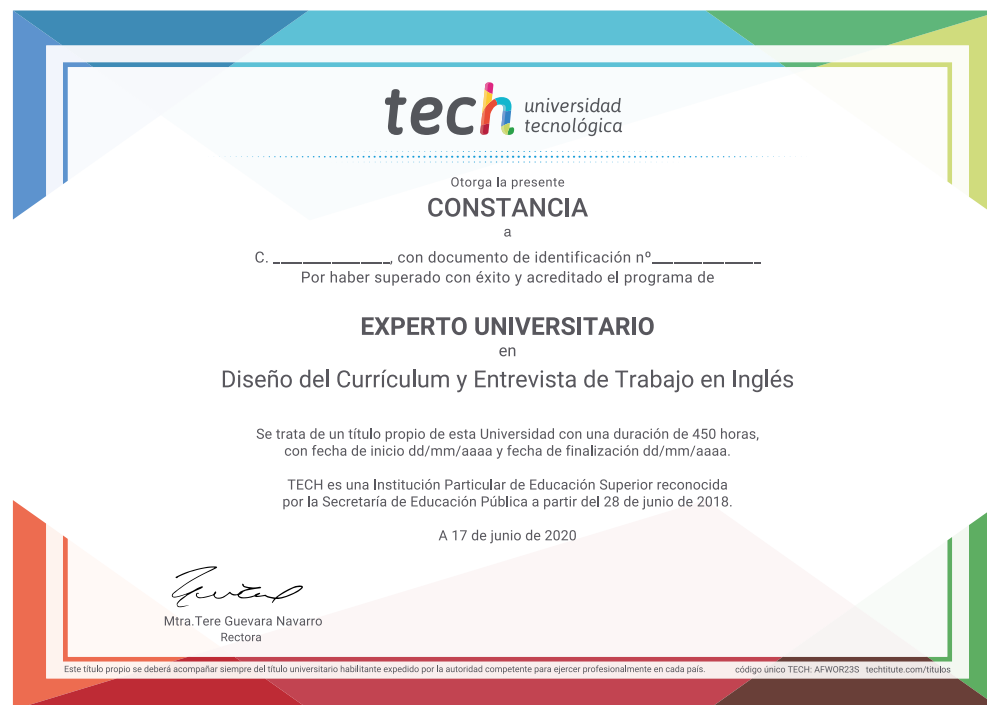 tech universidad
tecnológica
Otorga la presente
CONSTANCIA
a
C. _______________, con documento de identificación nº______________
Por haber superado con éxito y acreditado el programa de
EXPERTO UNIVERSITARIO
en
Diseño del Currículum y Entrevista de Trabajo en Inglés
Se trata de un título propio de esta Universidad con una duración de 450 horas,
con fecha de inicio dd/mm/aaaa y fecha de finalización dd/mm/aaaa.
TECH es una Institución Particular de Educación Superior reconocida
por la Secretaría de Educación Pública a partir del 28 de junio de 2018.
A 17 de junio de 2020
Mtra.Tere Guevara Navarro
Rectora
Este título propio se deberá acompañar siempre del título universitario habilitante expedido por la autoridad competente para ejercer profesionalmente en cada país. código único TECH: AFWOR23S techtitute.com/titulos